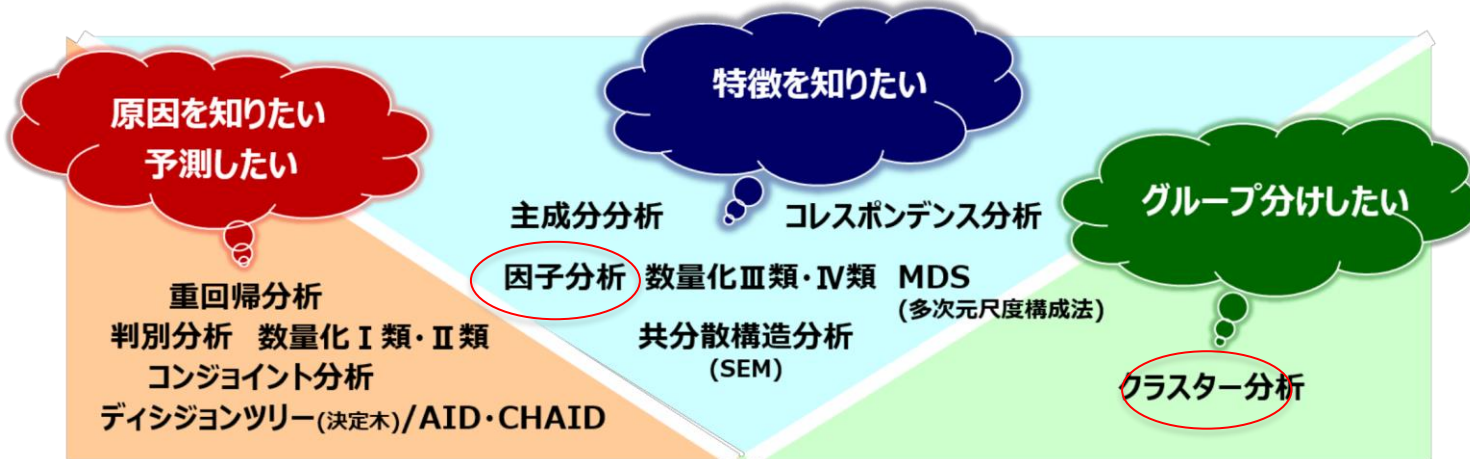 原因を知りたい
予測したい
重回帰分析
判別分析 数量化Ⅰ類・Ⅱ類
コンジョイント分析
ディシジョンツリー(決定木)/AID・CHAID
特徴を知りたい
主成分分析 コレスポンデンス分析
因子分析 数量化Ⅲ類・Ⅳ類 MDS
(多次元尺度構成法)
共分散構造分析
(SEM)
グループ分けしたい
クラスター分析